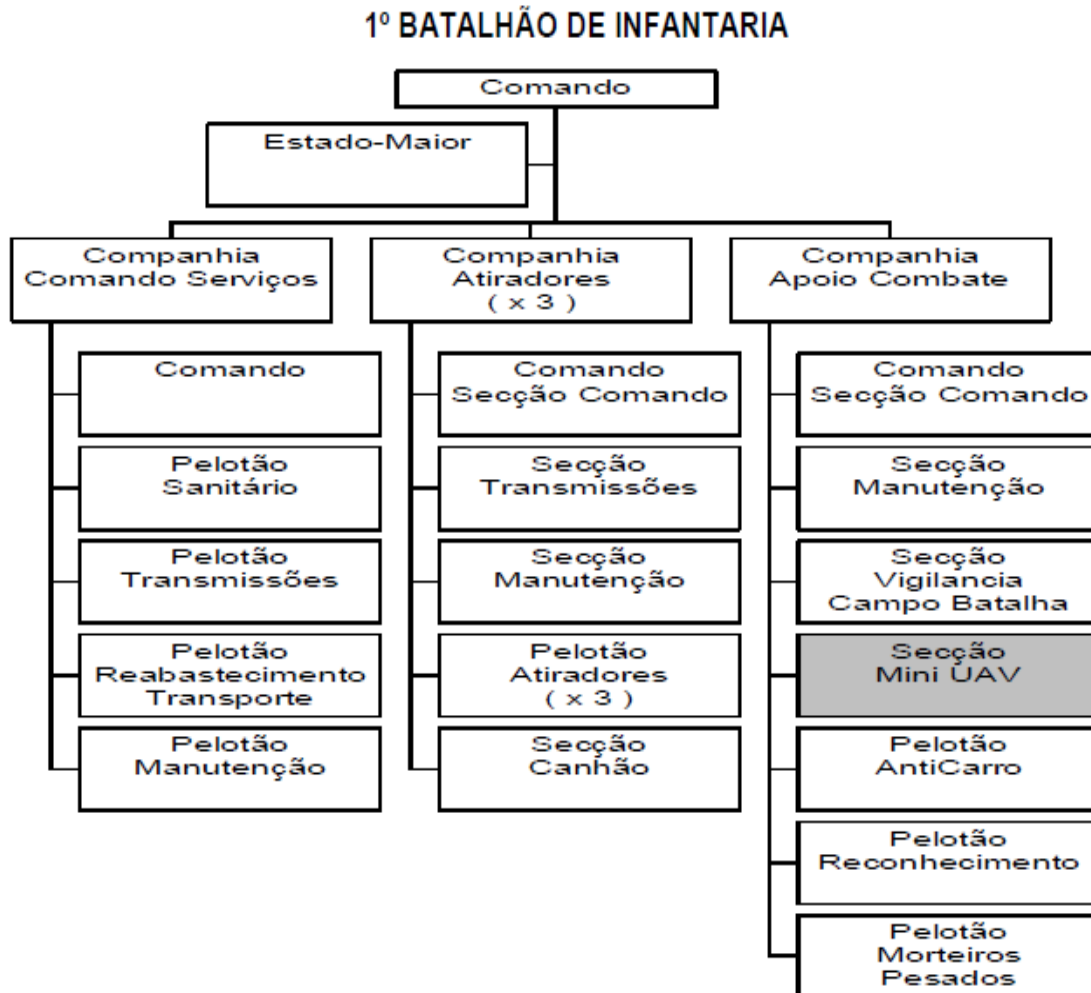 1º BATALHÃO DE INFANTARIA
Comando
Estado-Maior
Companhia
Comando Serviços
Companhia
Atiradores
( x 3 )
Companhia
Apoio Combate
Comando
Pelotão
Sanitário
Pelotão
Transmissões
Pelotão
Reabastecimento
Transporte
Pelotão
Manutenção
Comando
Secção Comando
Secção
Transmissões
Secção
Manutenção
Pelotão
Atiradores
( x 3 )
Secção
Canhão
Comando
Secção Comando
Secção
Manutenção
Secção
Vigilancia
Campo Batalha
Secção
Mini UAV
Pelotão
AntiCarro
Pelotão
Reconhecimento
Pelotão
Morteiros
Pesados